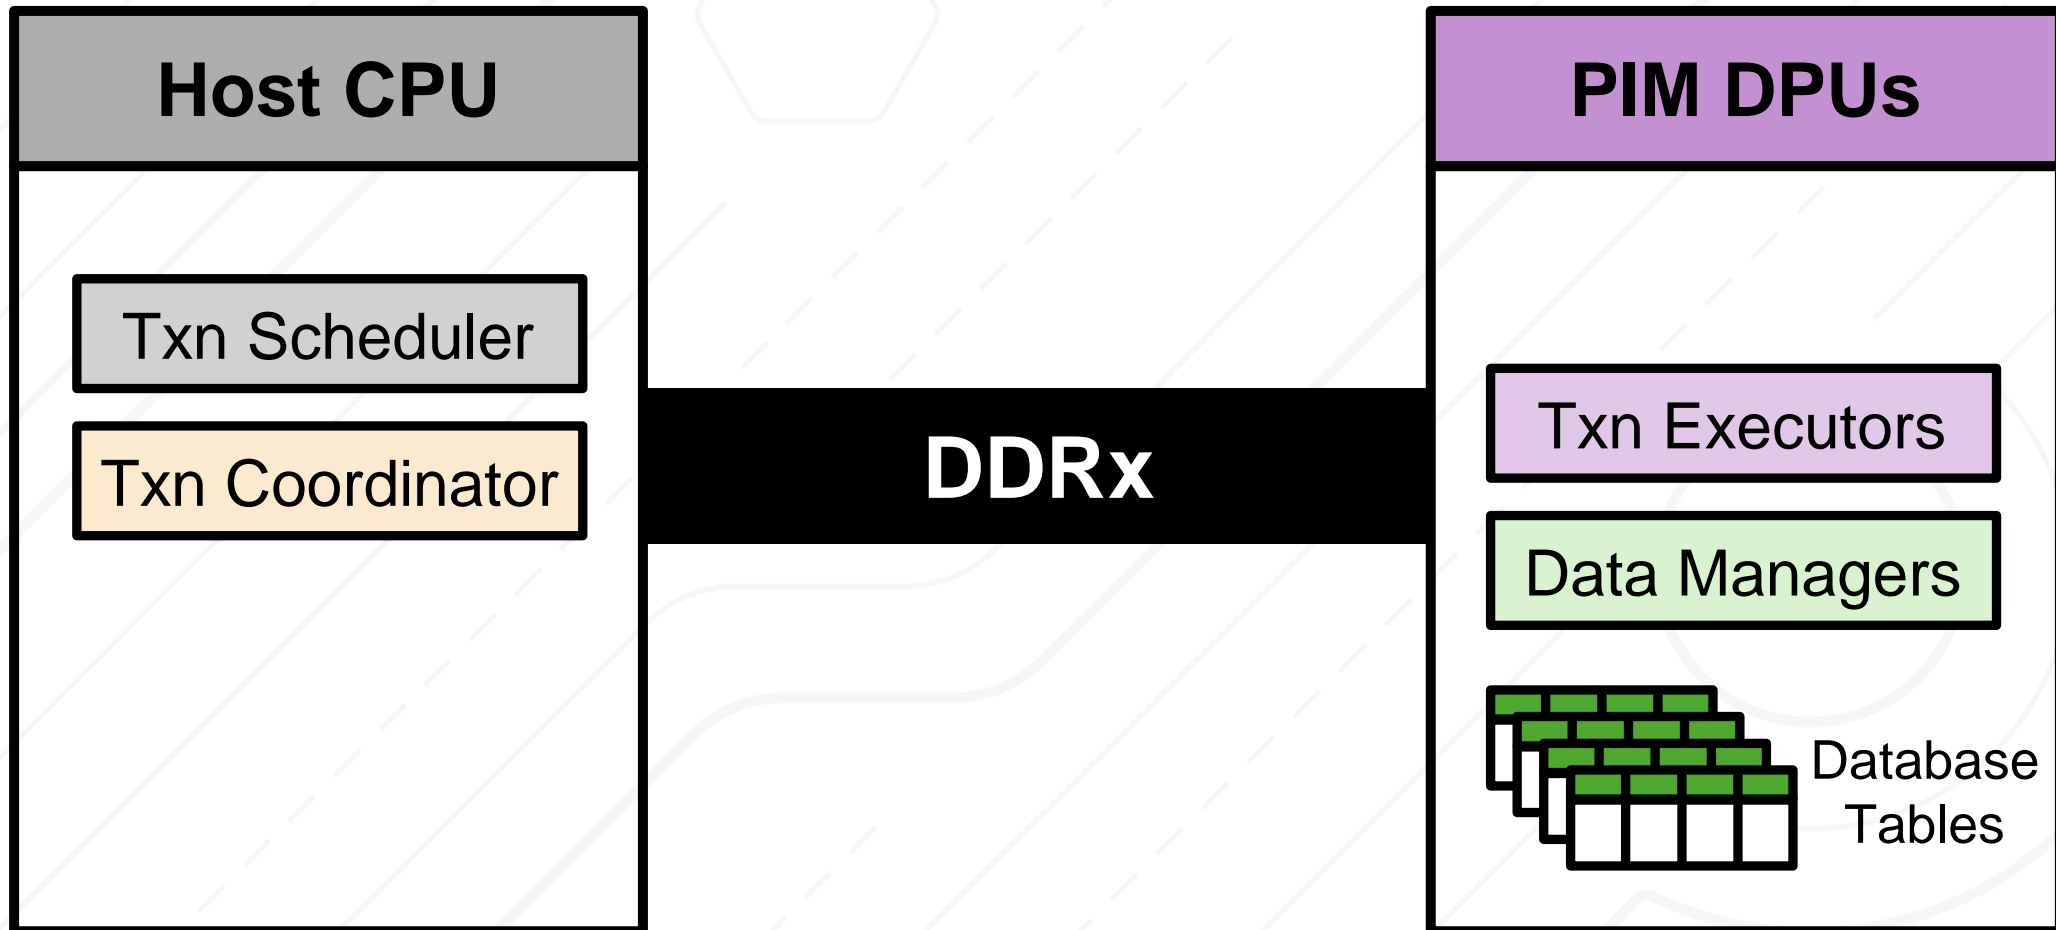 Host CPU
Txn Scheduler
Txn Coordinator
DDRx
PIM DPUs
Txn Executors
Data Managers
Database
Tables